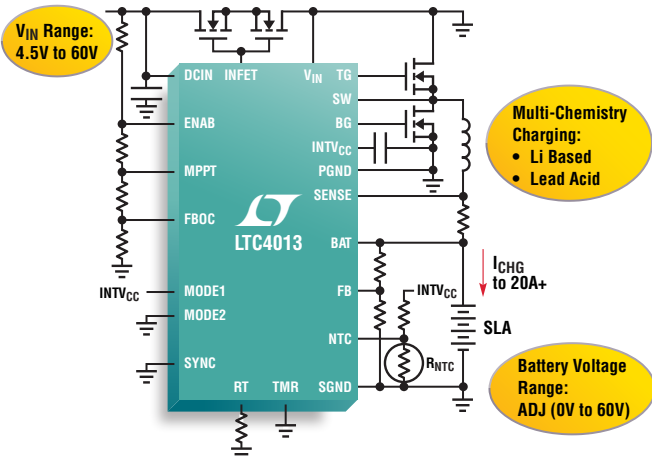 VIN Range:
4.5V to 60V
DCIN
INFET
VIN
TG
SW
ENAB
BG
INTVCC
MPPT
PGND
SENSE
FBOC
LTC4013
BAT
Multi-Chemistry
Charging:
• Li Based
• Lead Acid
ICHG
to 20A+
INTVCC
MODE1
FB
INTVCC
MODE2
SLA
NTC
RNTC
SYNC
RT
TMR
SGND
Battery Voltage
Range:
ADJ (0V to 60V)